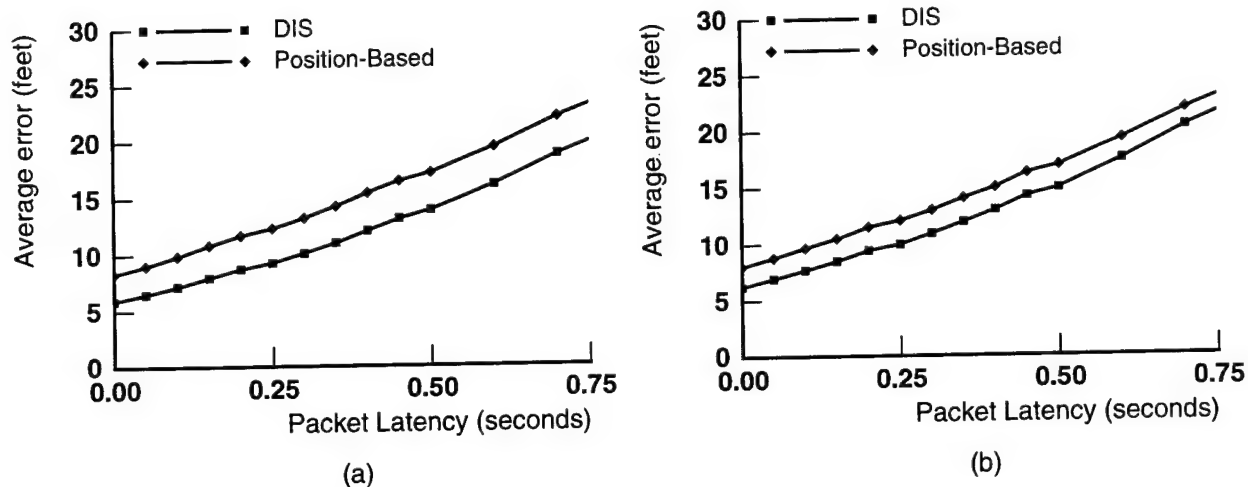 30
25
20
15
10
5
0
Average error (feet)
DIS
Position-Based
0.00
0.25
0.50
0.75
Packet Latency (seconds)
(a)
30
25
20
15
10
5
0
Average error (feet)
DIS
Position-Based
0.00
0.25
0.50
0.75
Packet Latency (seconds)
(b)